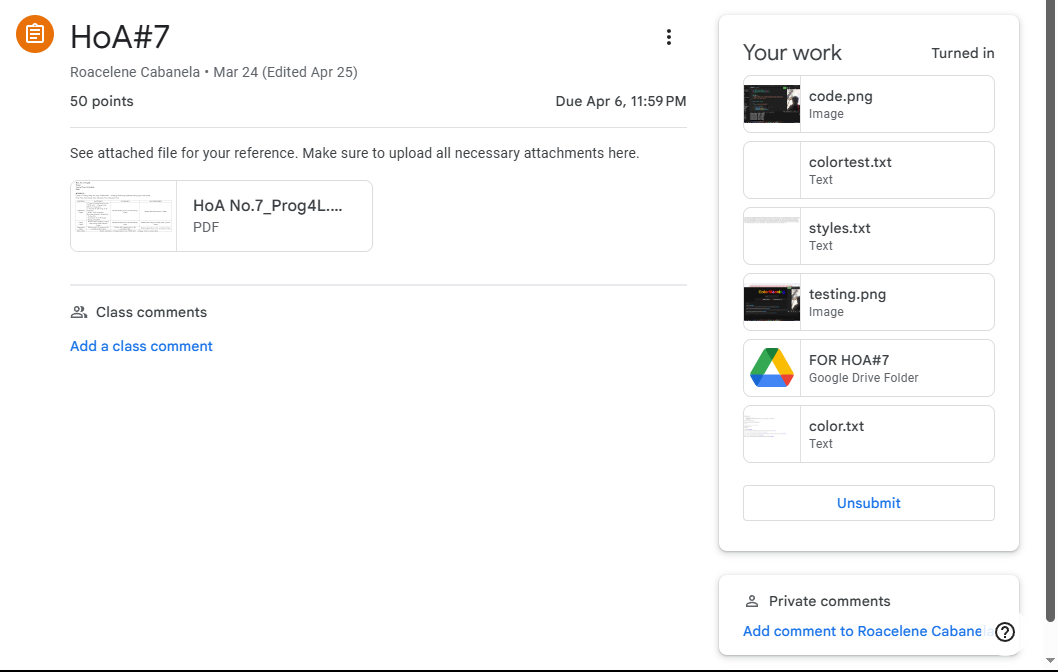 HoA#7
Roacelene Cabanela • Mar 24 (Edited Apr 25)
50 points
Due Apr 6, 11:59 PM
See attached file for your reference. Make sure to upload all necessary attachments here.
HoA No.7_Prog4L....
PDF
Class comments
Add a class comment
Your work
Turned in
code.png
Image
colortest.txt
Text
styles.txt
Text
testing.png
Image
FOR HOA#7
Google Drive Folder
color.txt
Text
Unsubmit
Private comments
Add comment to Roacelene Cabanela